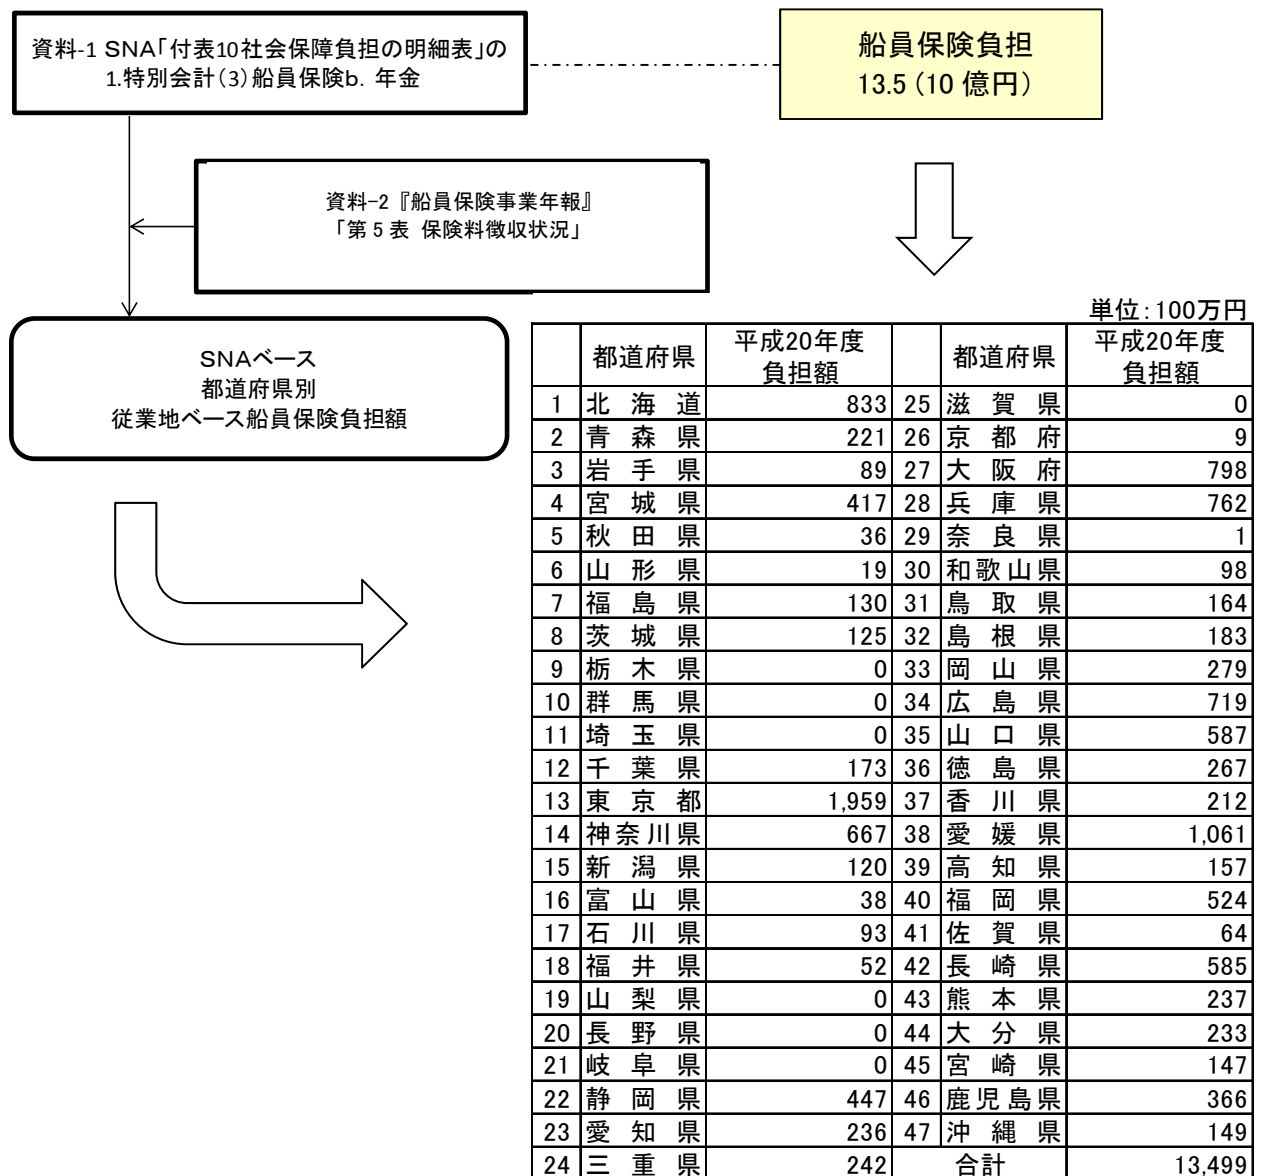 資料-1 SNA「付表10社会保障負担の明細表」の
1.特別会計(3)船員保険b. 年金
船員保険負担
13.5(10 億円)
資料-2『船員保険事業年報』
「第 5 表 保険料徴収状況」
SNAベース
都道府県別
従業地ベース船員保険負担額
単位:100万円
都道府県 平成20年度 負担額 都道府県 平成20年度 負担額
1 北海道 833 25 滋賀県 0
2 青森県 221 26 京都府 9
3 岩手県 89 27 大阪府 798
4 宮城県 417 28 兵庫県 762
5 秋田県 36 29 奈良県 1
6 山形県 19 30 和歌山県 98
7 福島県 130 31 鳥取県 164
8 茨城県 125 32 島根県 183
9 栃木県 0 33 岡山県 279
10 群馬県 0 34 広島県 719
11 埼玉県 0 35 山口県 587
12 千葉県 173 36 徳島県 267
13 東京都 1,959 37 香川県 212
14 神奈川県 667 38 愛媛県 1,061
15 新潟県 120 39 高知県 157
16 富山県 38 40 福岡県 524
17 石川県 93 41 佐賀県 64
18 福井県 52 42 長崎県 585
19 山梨県 0 43 熊本県 237
20 長野県 0 44 大分県 233
21 岐阜県 0 45 宮崎県 147
22 静岡県 447 46 鹿児島県 366
23 愛知県 236 47 沖縄県 149
24 三重県 242 合計 13,499